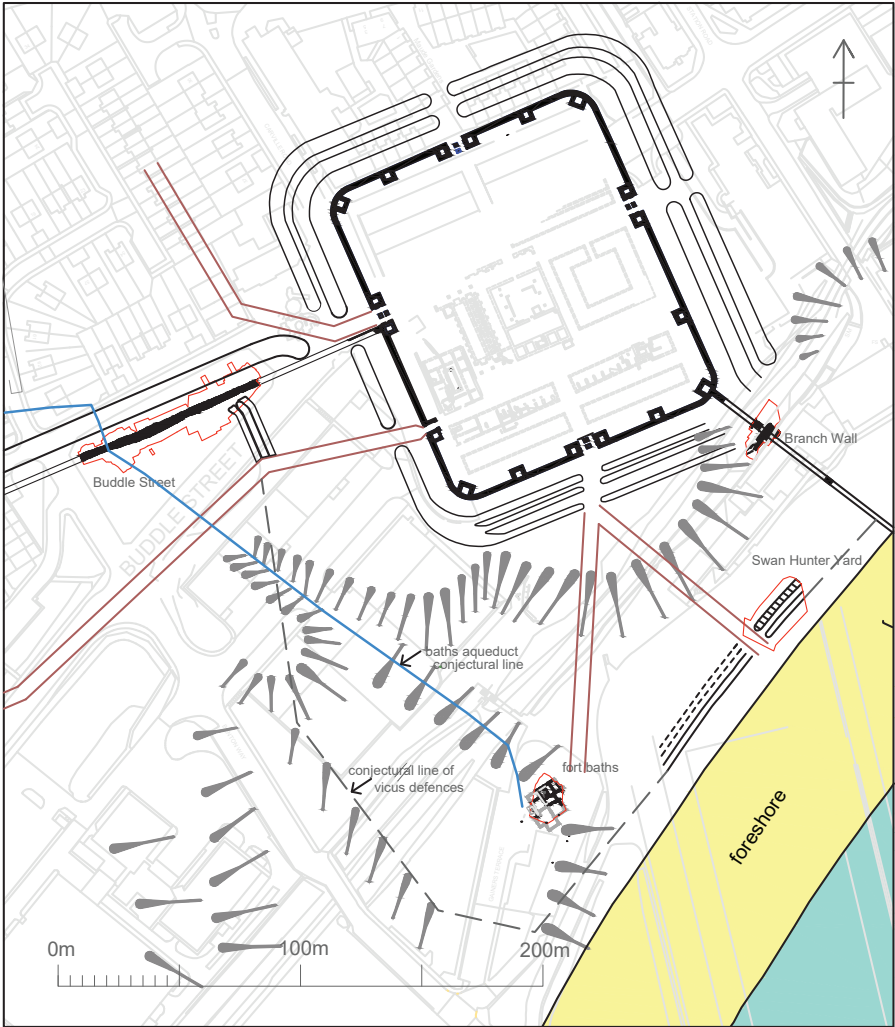 Branch Wall
Buddle Street
BUDDLE STREET
Swan Hunter Yard
baths aqueduct
conjectural line
fort baths
conjectural line of
vicus defences
foreshore
0m
100m
200m